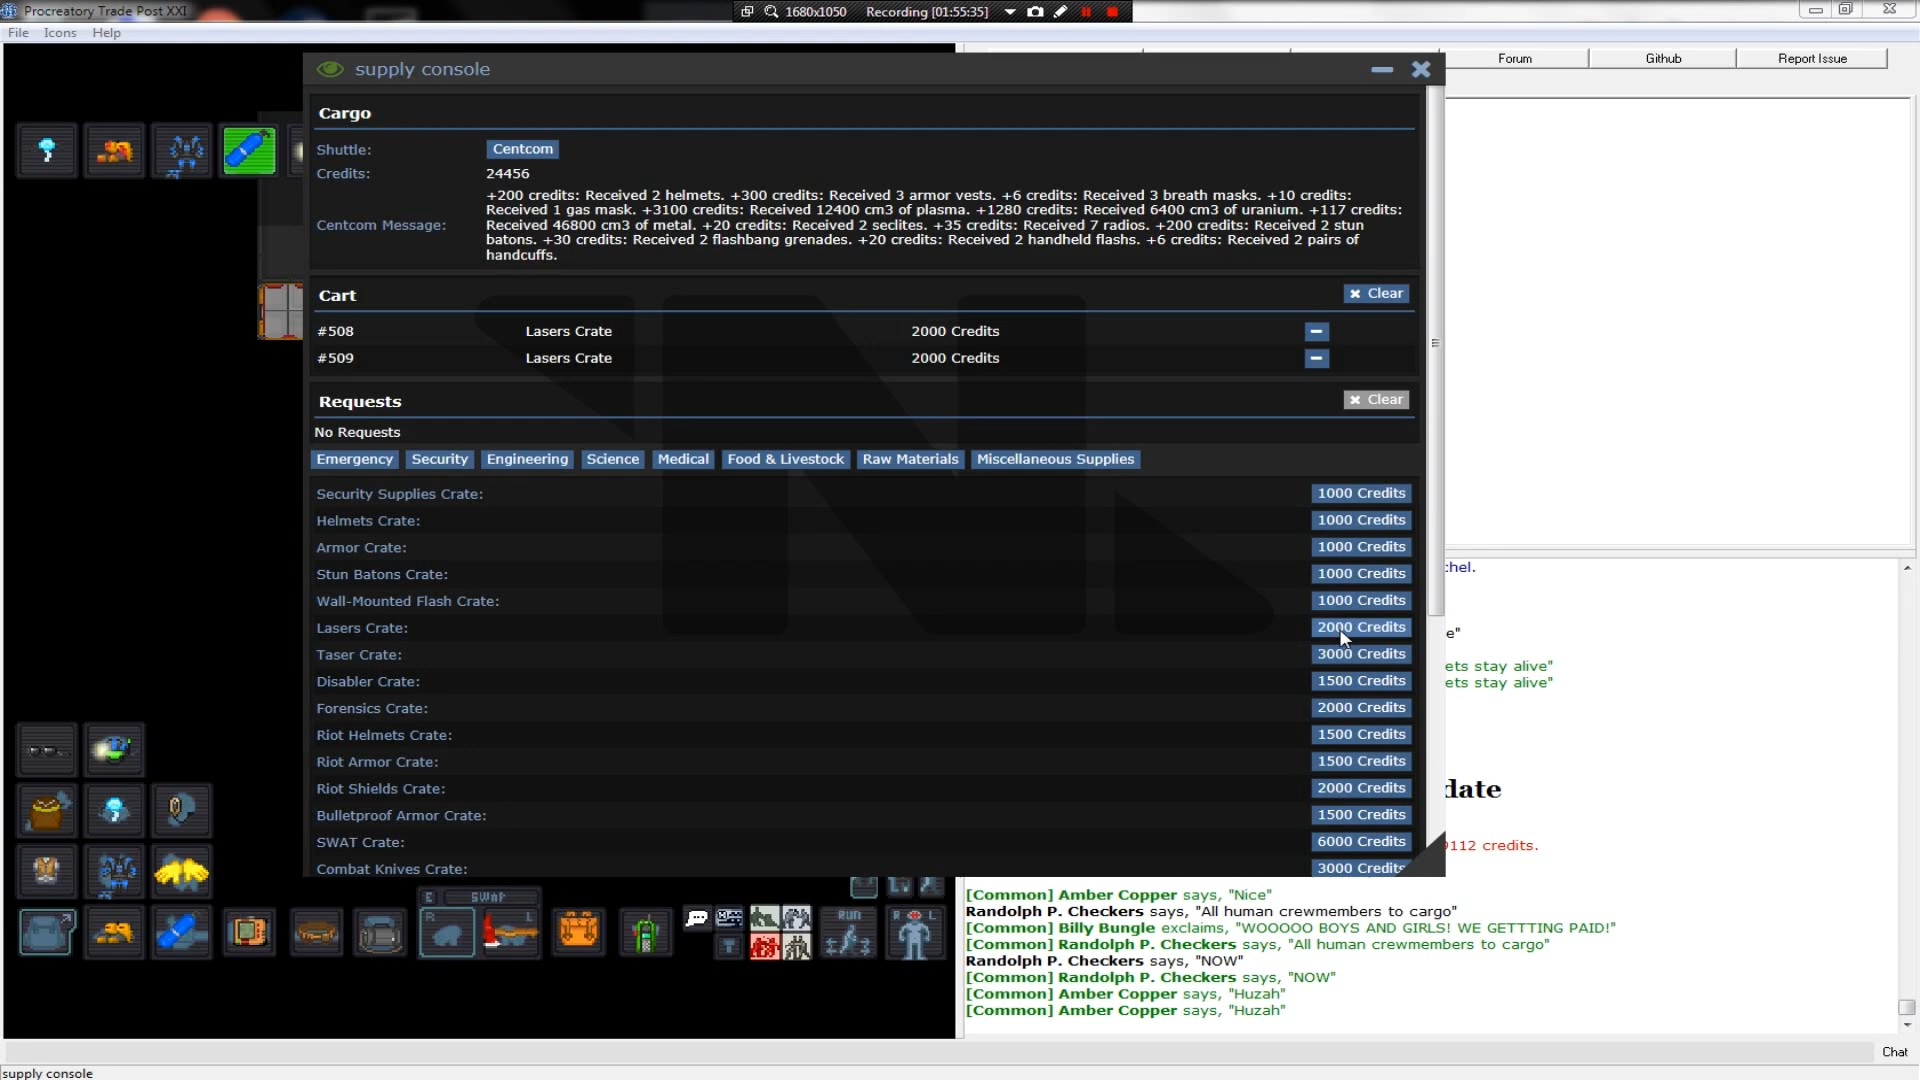 Procreatory Trade Post XXI
1680x1050 Recording [01:55:35]
File Icons Help
Forum Github Report Issue
supply console
Cargo
Shuttle: Centcom
Credits: 24456
Centcom Message:
+200 credits: Received 2 helmets. +300 credits: Received 3 armor vests. +6 credits: Received 3 breath masks. +10 credits:
Received 1 gas mask. +3100 credits: Received 12400 cm3 of plasma. +1280 credits: Received 6400 cm3 of uranium. +117 credits:
Received 46800 cm3 of metal. +20 credits: Received 2 seclites. +35 credits: Received 7 radios. +200 credits: Received 2 stun
batons. +30 credits: Received 2 flashbang grenades. +20 credits: Received 2 handheld flashs. +6 credits: Received 2 pairs of
handcuffs.
Cart Clear
#508 Lasers Crate 2000 Credits
#509 Lasers Crate 2000 Credits
Requests Clear
No Requests
Emergency Security Engineering Science Medical Food & Livestock Raw Materials Miscellaneous Supplies
Security Supplies Crate: 1000 Credits
Helmets Crate: 1000 Credits
Armor Crate: 1000 Credits
Stun Batons Crate: 1000 Credits
Wall-Mounted Flash Crate: 1000 Credits
Lasers Crate: 2000 Credits
Taser Crate: 3000 Credits
Disabler Crate: 1500 Credits
Forensics Crate: 2000 Credits
Riot Helmets Crate: 1500 Credits
Riot Armor Crate: 1500 Credits
Riot Shields Crate: 2000 Credits
Bulletproof Armor Crate: 1500 Credits
SWAT Crate: 6000 Credits
Combat Knives Crate: 3000 Credits
chel.
e"
ets stay alive"
ets stay alive"
date
112 credits.
[Common] Amber Copper says, "Nice"
Randolph P. Checkers says, "All human crewmembers to cargo"
[Common] Billy Bungle exclaims, "WOOOOO BOYS AND GIRLS! WE GETTTING PAID!"
[Common] Randolph P. Checkers says, "All human crewmembers to cargo"
Randolph P. Checkers says, "NOW"
[Common] Randolph P. Checkers says, "NOW"
[Common] Amber Copper says, "Huzah"
[Common] Amber Copper says, "Huzah"
E SWAP
R L
RUN
R L
T
Chat
supply console